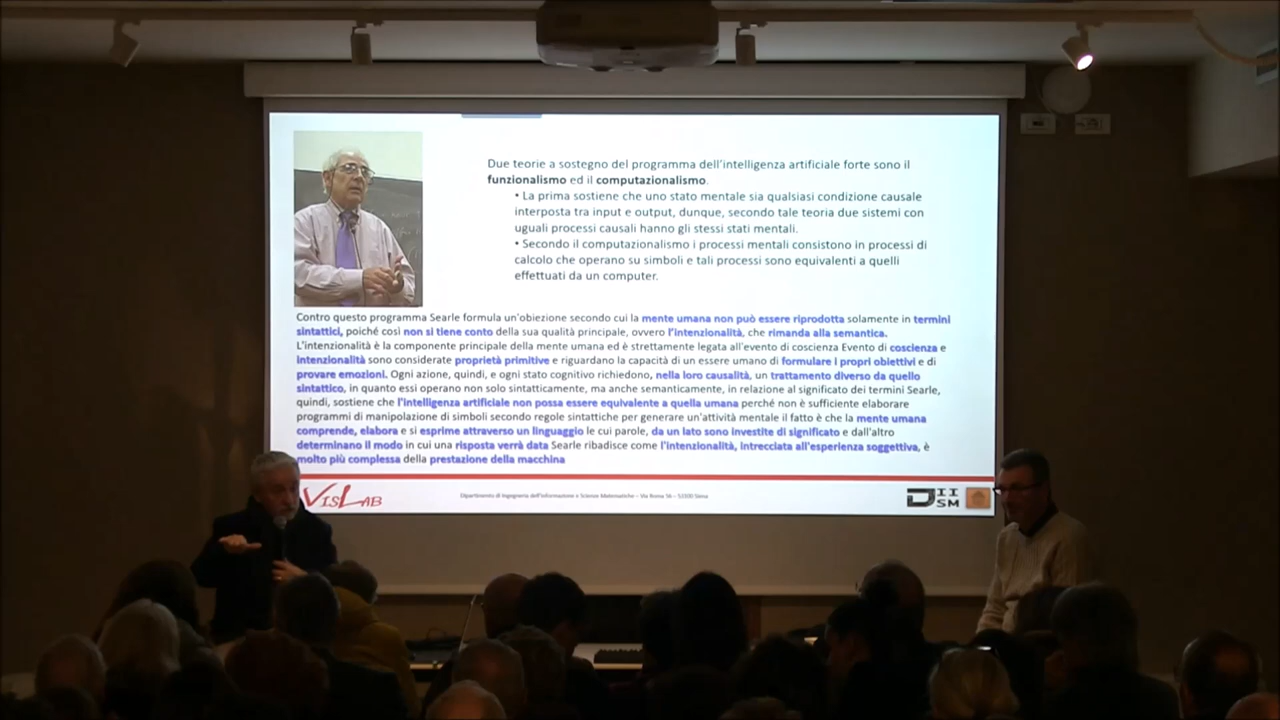 Due teorie a sostegno del programma dell'intelligenza artificiale forte sono il
funzionalismo ed il computazionalismo.
• La prima sostiene che uno stato mentale sia qualsiasi condizione causale
interposta tra input e output, dunque, secondo tale teoria due sistemi con
uguali processi causali hanno gli stessi stati mentali.
• Secondo il computazionalismo i processi mentali consistono in processi di
calcolo che operano su simboli e tali processi sono equivalenti a quelli
effettuati da un computer.
Contro questo programma Searle formula un'obiezione secondo cui la mente umana non può essere riprodotta solamente in termini
sintattici, poiché così non si tiene conto della sua qualità principale, ovvero l'intenzionalità, che rimanda alla semantica.
L'intenzionalità è la componente principale della mente umana ed è strettamente legata all'evento di coscienza Evento di coscienza e
intenzionalità sono considerate proprietà primitive e riguardano la capacità di un essere umano di formulare i propri obiettivi e di
provare emozioni. Ogni azione, quindi, e ogni stato cognitivo richiedono, nella loro causalità, un trattamento diverso da quello
sintattico, in quanto essi operano non solo sintatticamente, ma anche semanticamente, in relazione al significato dei termini Searle,
quindi, sostiene che l'intelligenza artificiale non possa essere equivalente a quella umana perché non è sufficiente elaborare
programmi di manipolazione di simboli secondo regole sintattiche per generare un'attività mentale il fatto è che la mente umana
comprende, elabora e si esprime attraverso un linguaggio le cui parole, da un lato sono investite di significato e dall'altro
determinano il modo in cui una risposta verrà data Searle ribadisce come l'intenzionalità, intrecciata all'esperienza soggettiva, è
molto più complessa della prestazione della macchina
VISLAB
Dipartimento di Ingegneria dell'Informazione e Scienze Matematiche – Via Roma 56 – 53100 Siena
DII
SM